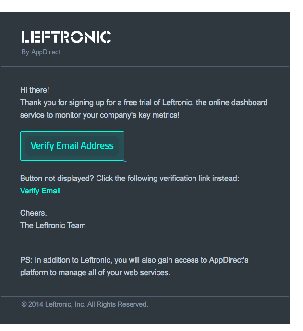 LEFTRONIC
By AppDirect
Hi there!
Thank you for signing up for a free trial of Leftronic, the online dashboard
service to monitor your company's key metrics!
Verify Email Address
Button not displayed? Click the following verification link instead:
Verify Email
Cheers,
The Leftronic Team
PS: In addition to Leftronic, you will also gain access to AppDirect's
platform to manage all of your web services.
© 2014 Leftronic, Inc. All Rights Reserved.